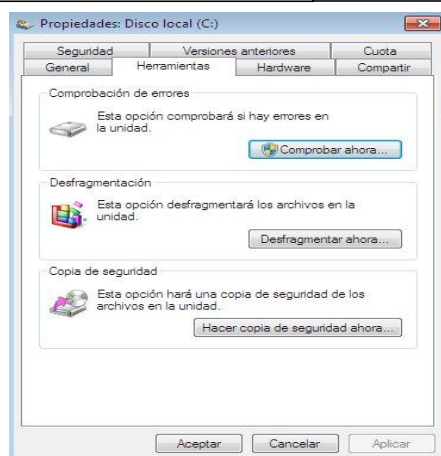 Propiedades: Disco local (C:)
Seguridad Versiones anteriores Cuota
General Herramientas Hardware Compartir
Comprobación de errores
Esta opción comprobará si hay errores en
la unidad.
Comprobar ahora...
Desfragmentación
Esta opción desfragmentará los archivos en la
unidad.
Desfragmentar ahora...
Copia de seguridad
Esta opción hará una copia de seguridad de los
archivos en la unidad.
Hacer copia de seguridad ahora...
Aceptar Cancelar Aplicar